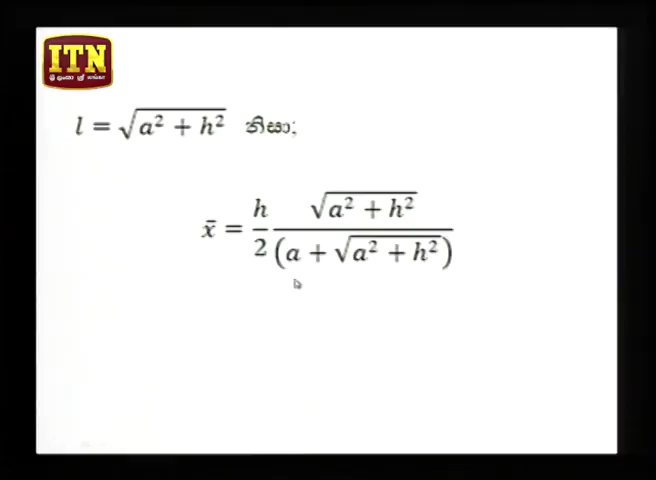 ITN
l = √(a² + h²) නිසා;
x̄ = h/2 √(a² + h²) / (a + √(a² + h²))